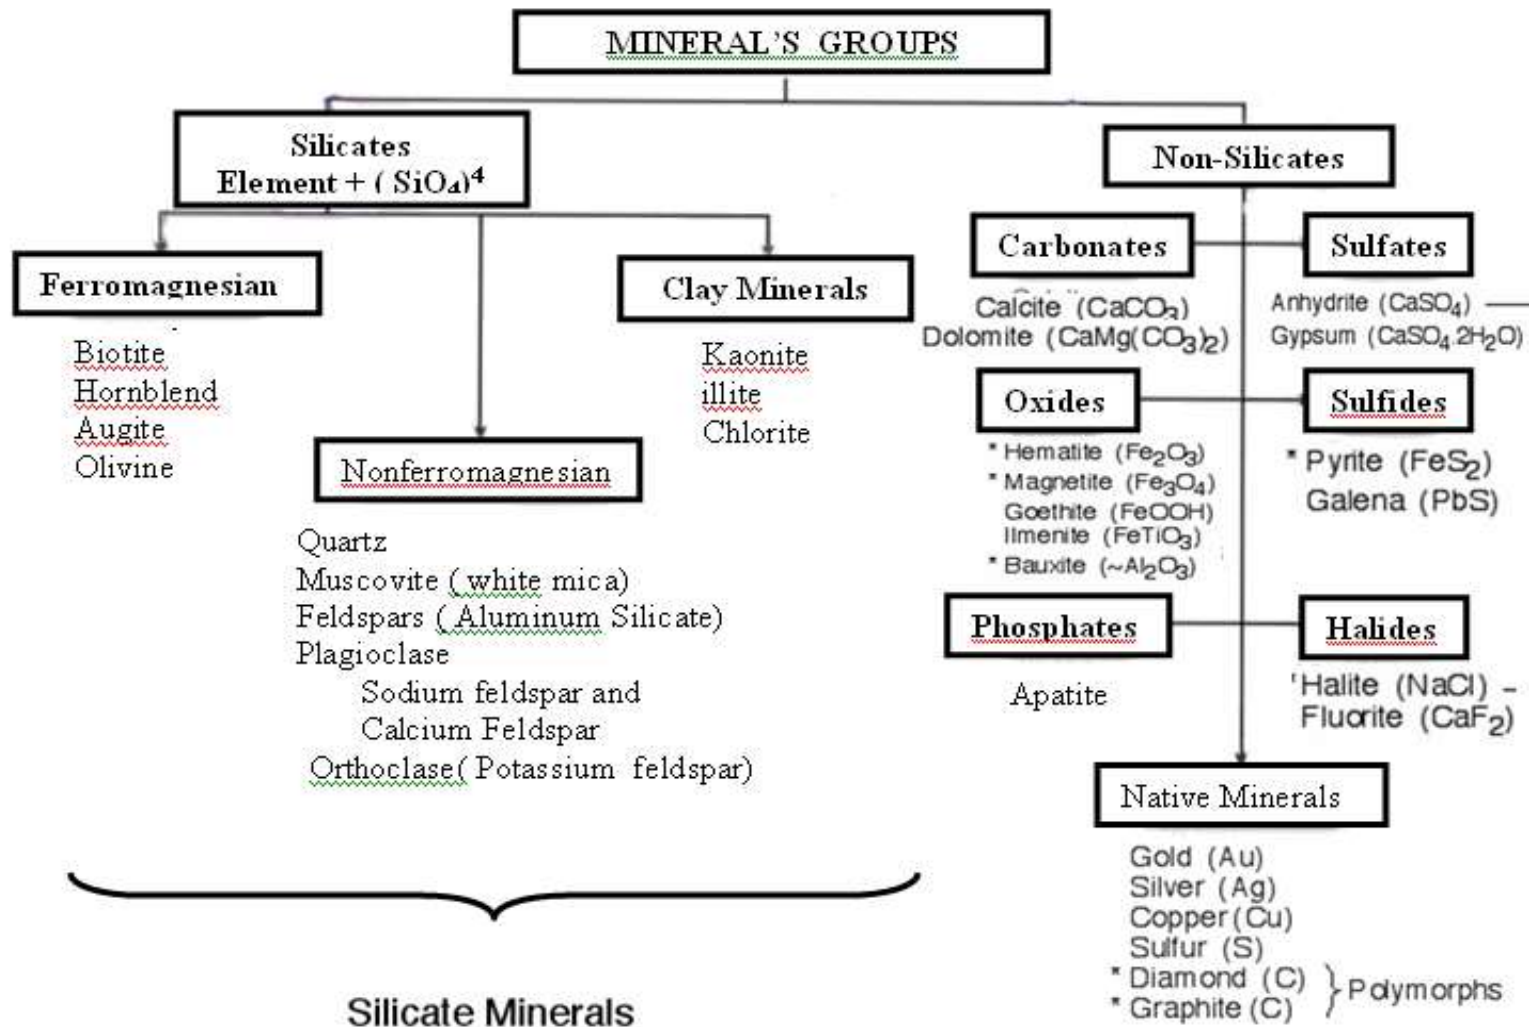 MINERAL'S GROUPS
Silicates
Element + ( SiO₄)⁴
Ferromagnesian
Biotite
Hornblend
Augite
Olivine
Nonferromagnesian
Quartz
Muscovite ( white mica)
Feldspars ( Aluminum Silicate)
Plagioclase
Sodium feldspar and
Calcium Feldspar
Orthoclase( Potassium feldspar)
Clay Minerals
Kaonite
illite
Chlorite
Silicate Minerals
Non-Silicates
Carbonates
Calcite (CaCO₃)
Dolomite (CaMg(CO₃)₂)
Sulfates
Anhydrite (CaSO₄)
Gypsum (CaSO₄.2H₂O)
Oxides
* Hematite (Fe₂O₃)
* Magnetite (Fe₃O₄)
Goethite (FeOOH)
Ilmenite (FeTiO₃)
* Bauxite (~Al₂O₃)
Sulfides
* Pyrite (FeS₂)
Galena (PbS)
Phosphates
Apatite
Halides
'Halite (NaCl) –
Fluorite (CaF₂)
Native Minerals
Gold (Au)
Silver (Ag)
Copper (Cu)
Sulfur (S)
* Diamond (C)
* Graphite (C)
} Polymorphs